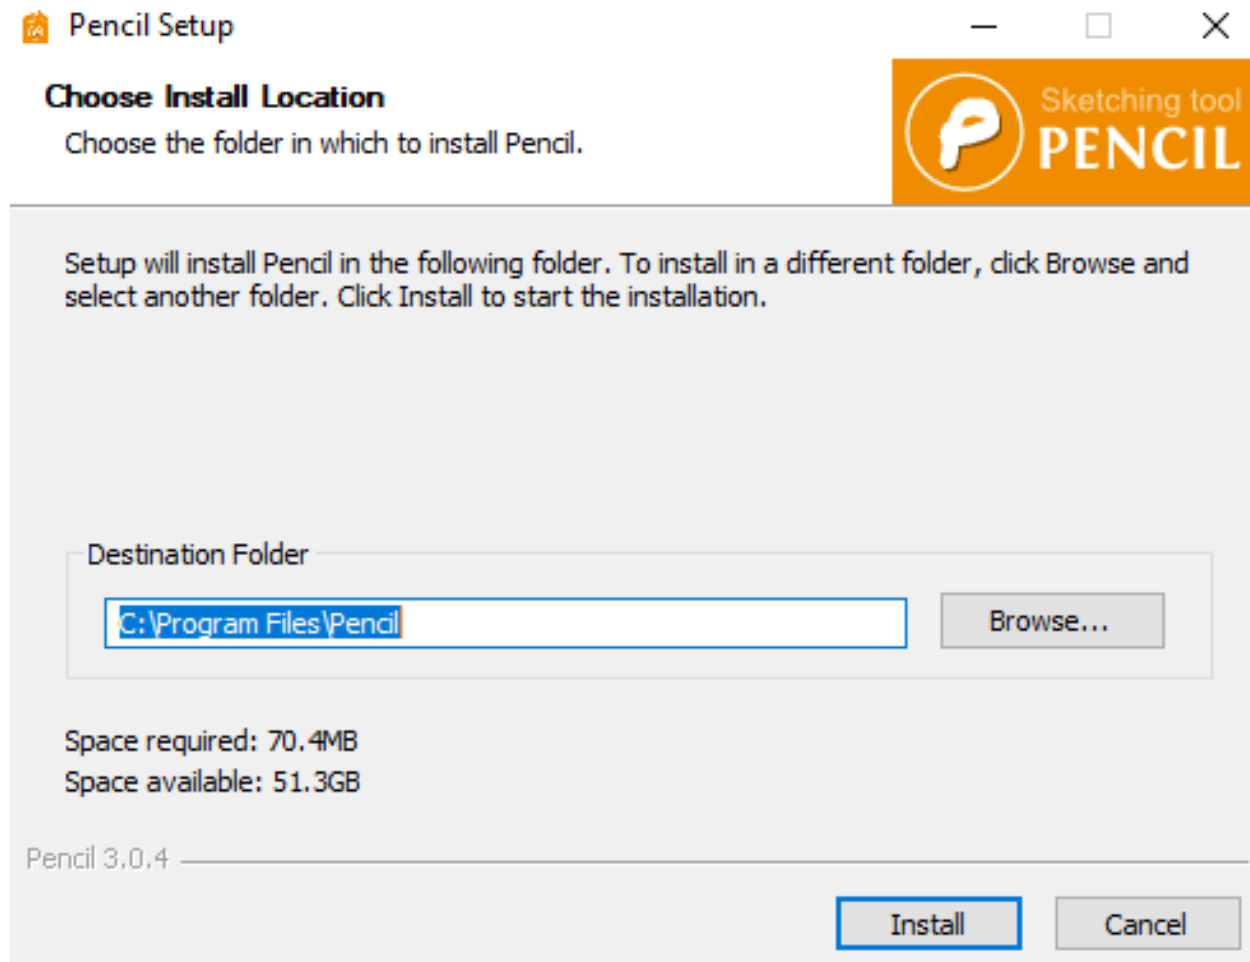 Pencil Setup
Choose Install Location
Choose the folder in which to install Pencil.
P
Sketching tool
PENCIL
Setup will install Pencil in the following folder. To install in a different folder, click Browse and
select another folder. Click Install to start the installation.
Destination Folder
C:\Program Files\Pencil
Browse...
Space required: 70.4MB
Space available: 51.3GB
Pencil 3.0.4
Install
Cancel